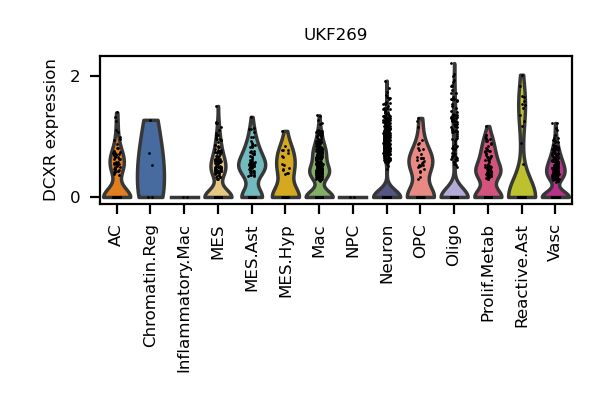 UKF269
DCXR expression
2
0
AC
Chromatin.Reg
Inflammatory.Mac
MES
MES.Ast
MES.Hyp
Mac
NPC
Neuron
OPC
Oligo
Prolif.Metab
Reactive.Ast
Vasc